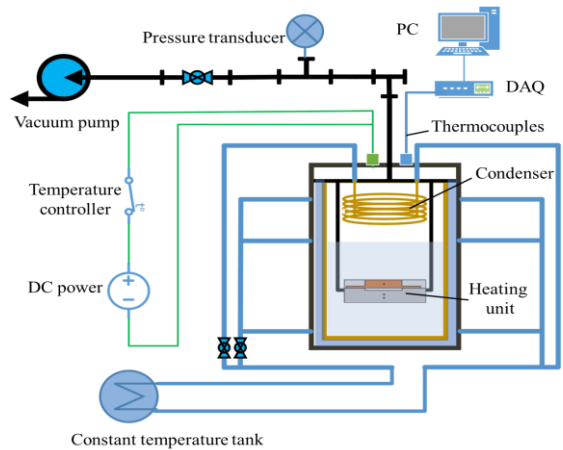 Pressure transducer
PC
DAQ
Vacuum pump
Thermocouples
Condenser
Temperature
controller
DC power
Heating
unit
Constant temperature tank